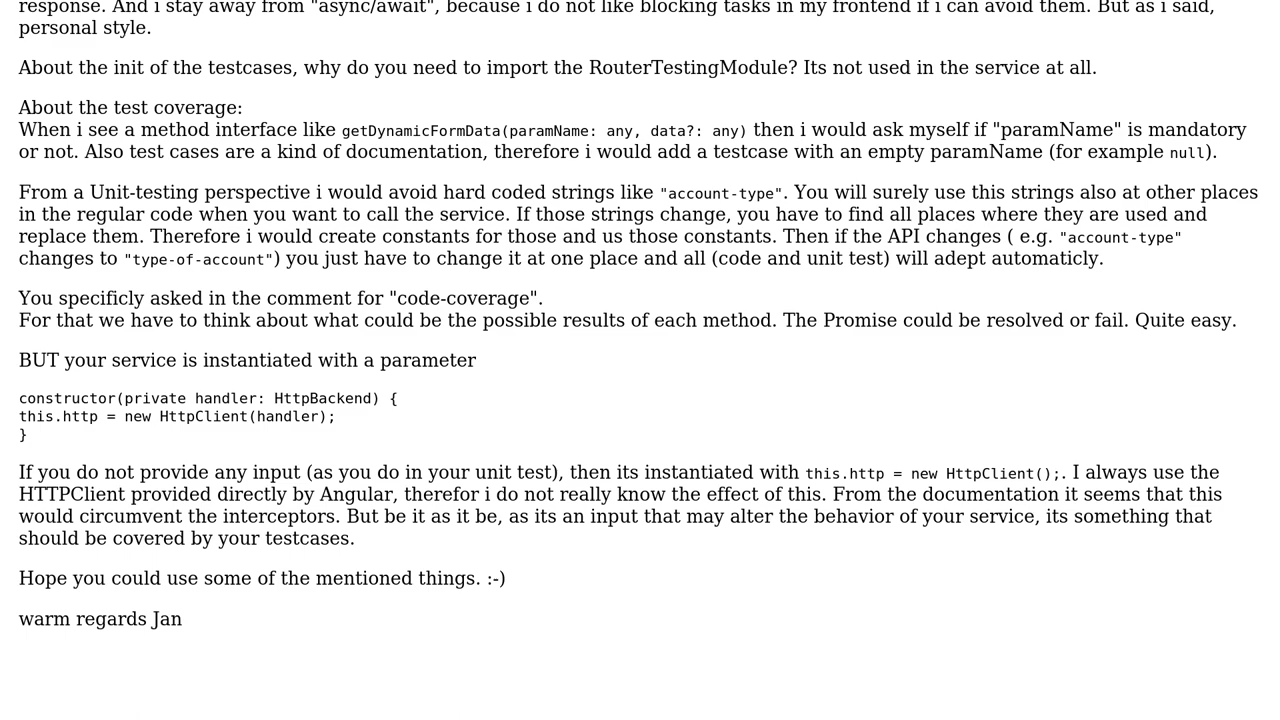 response. And i stay away from "async/await", because i do not like blocking tasks in my frontend if i can avoid them. But as i said,
personal style.
About the init of the testcases, why do you need to import the RouterTestingModule? Its not used in the service at all.
About the test coverage:
When i see a method interface like getDynamicFormData(paramName: any, data?: any) then i would ask myself if "paramName" is mandatory
or not. Also test cases are a kind of documentation, therefore i would add a testcase with an empty paramName (for example null).
From a Unit-testing perspective i would avoid hard coded strings like "account-type". You will surely use this strings also at other places
in the regular code when you want to call the service. If those strings change, you have to find all places where they are used and
replace them. Therefore i would create constants for those and us those constants. Then if the API changes ( e.g. "account-type"
changes to "type-of-account") you just have to change it at one place and all (code and unit test) will adept automaticly.
You specificly asked in the comment for "code-coverage".
For that we have to think about what could be the possible results of each method. The Promise could be resolved or fail. Quite easy.
BUT your service is instantiated with a parameter
constructor(private handler: HttpBackend) {
this.http = new HttpClient(handler);
}
If you do not provide any input (as you do in your unit test), then its instantiated with this.http = new HttpClient();. I always use the
HTTPClient provided directly by Angular, therefor i do not really know the effect of this. From the documentation it seems that this
would circumvent the interceptors. But be it as it be, as its an input that may alter the behavior of your service, its something that
should be covered by your testcases.
Hope you could use some of the mentioned things. :-)
warm regards Jan